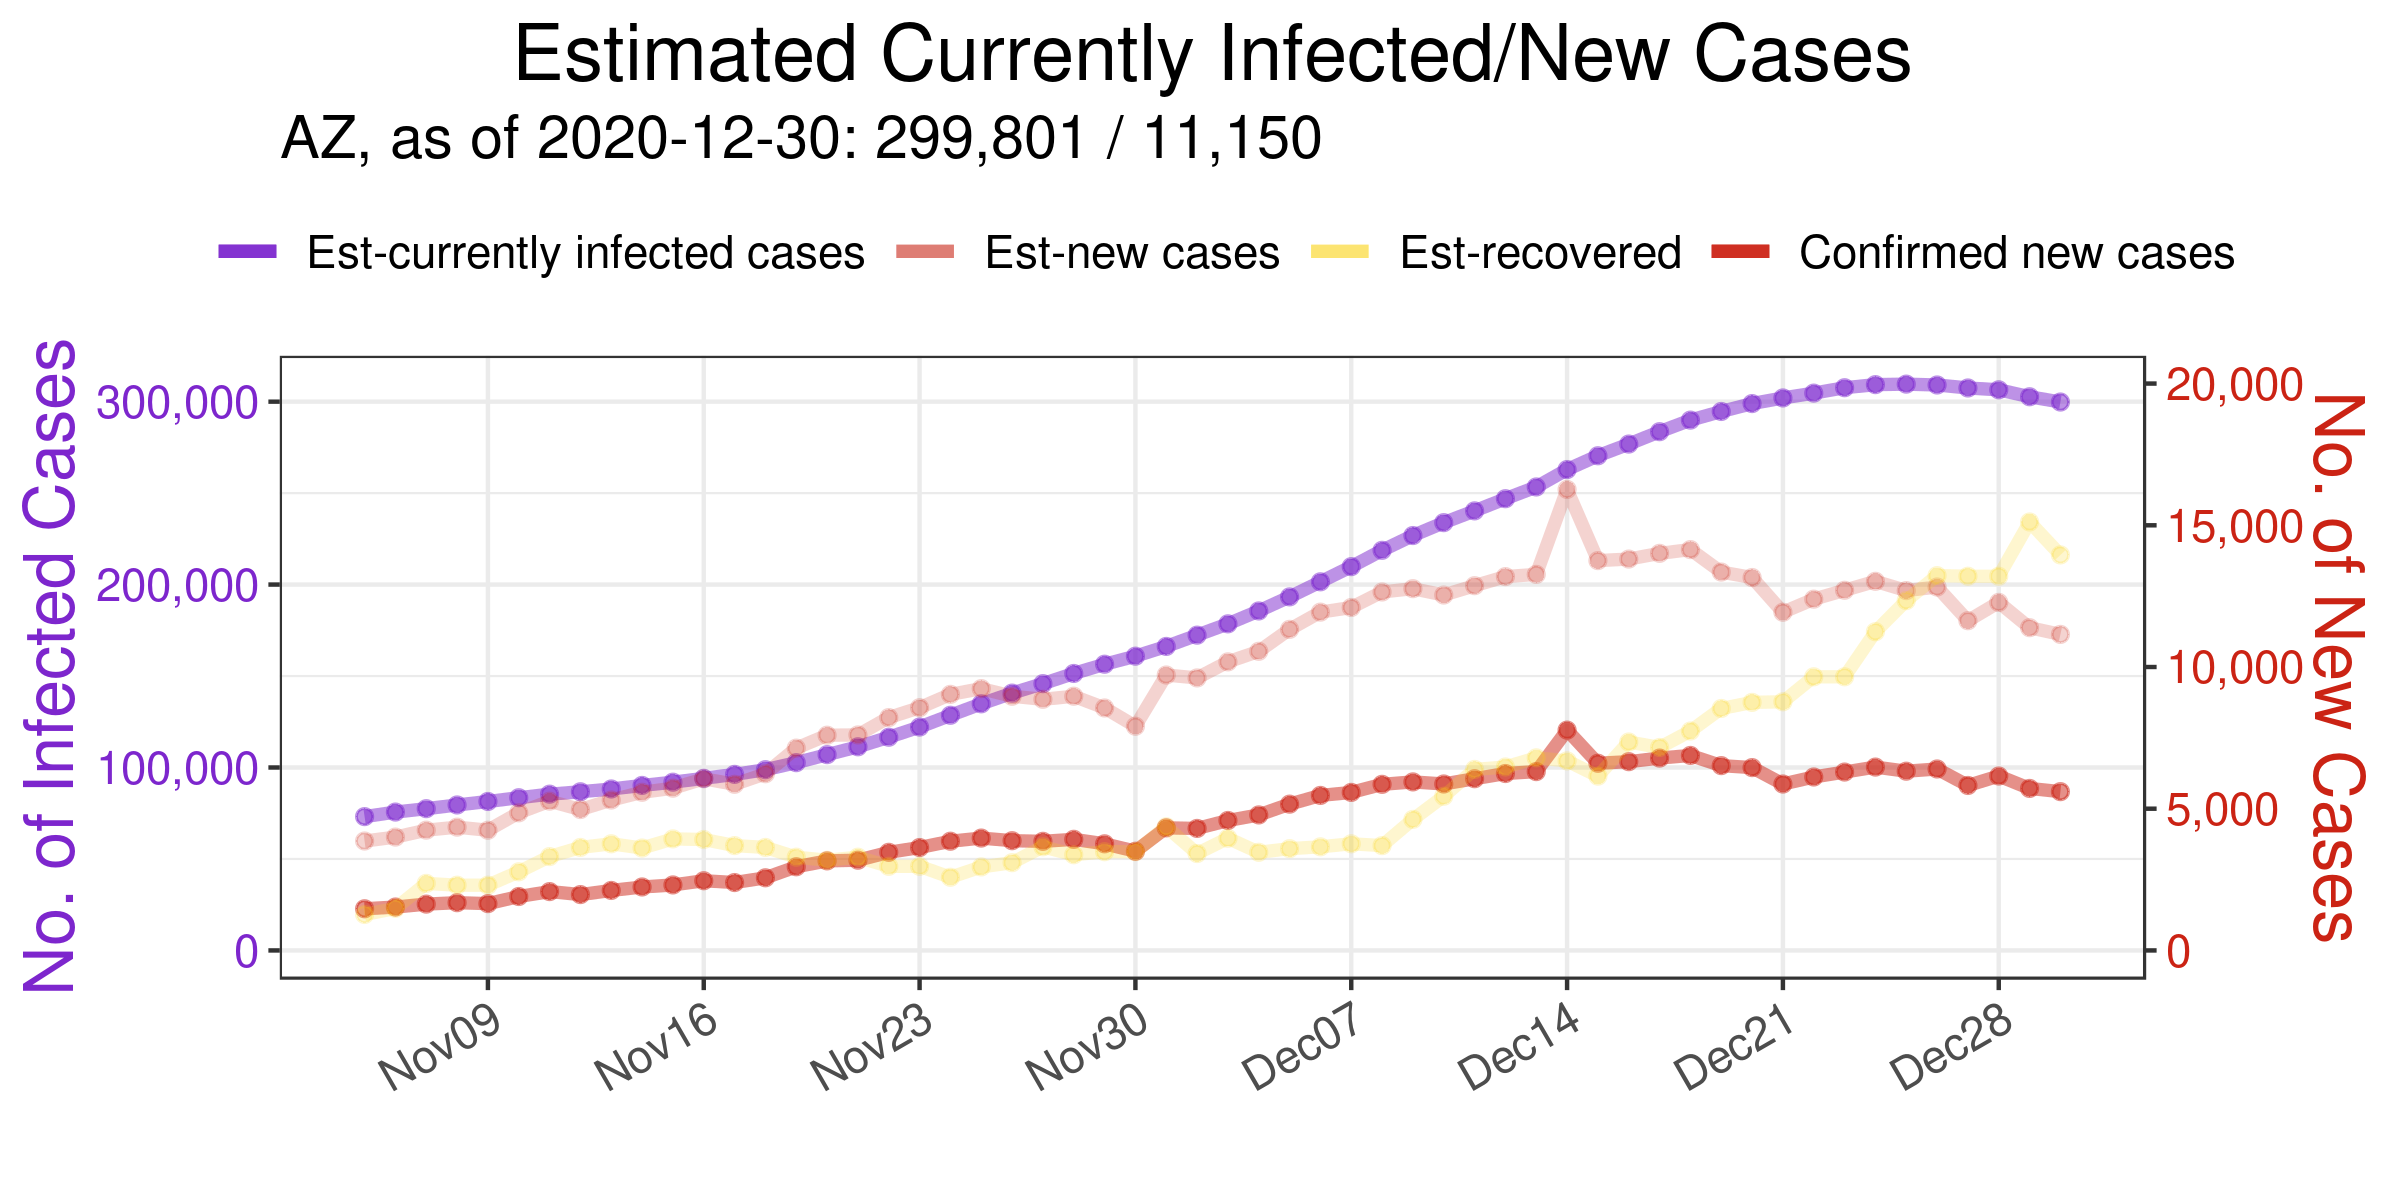 Estimated Currently Infected/New Cases
AZ, as of 2020-12-30: 299,801 / 11,150
Est-currently infected cases Est-new cases Est-recovered Confirmed new cases
No. of Infected Cases
300,000
200,000
100,000
0
20,000
15,000
10,000
5,000
0
No. of New Cases
Nov09 Nov16 Nov23 Nov30 Dec07 Dec14 Dec21 Dec28